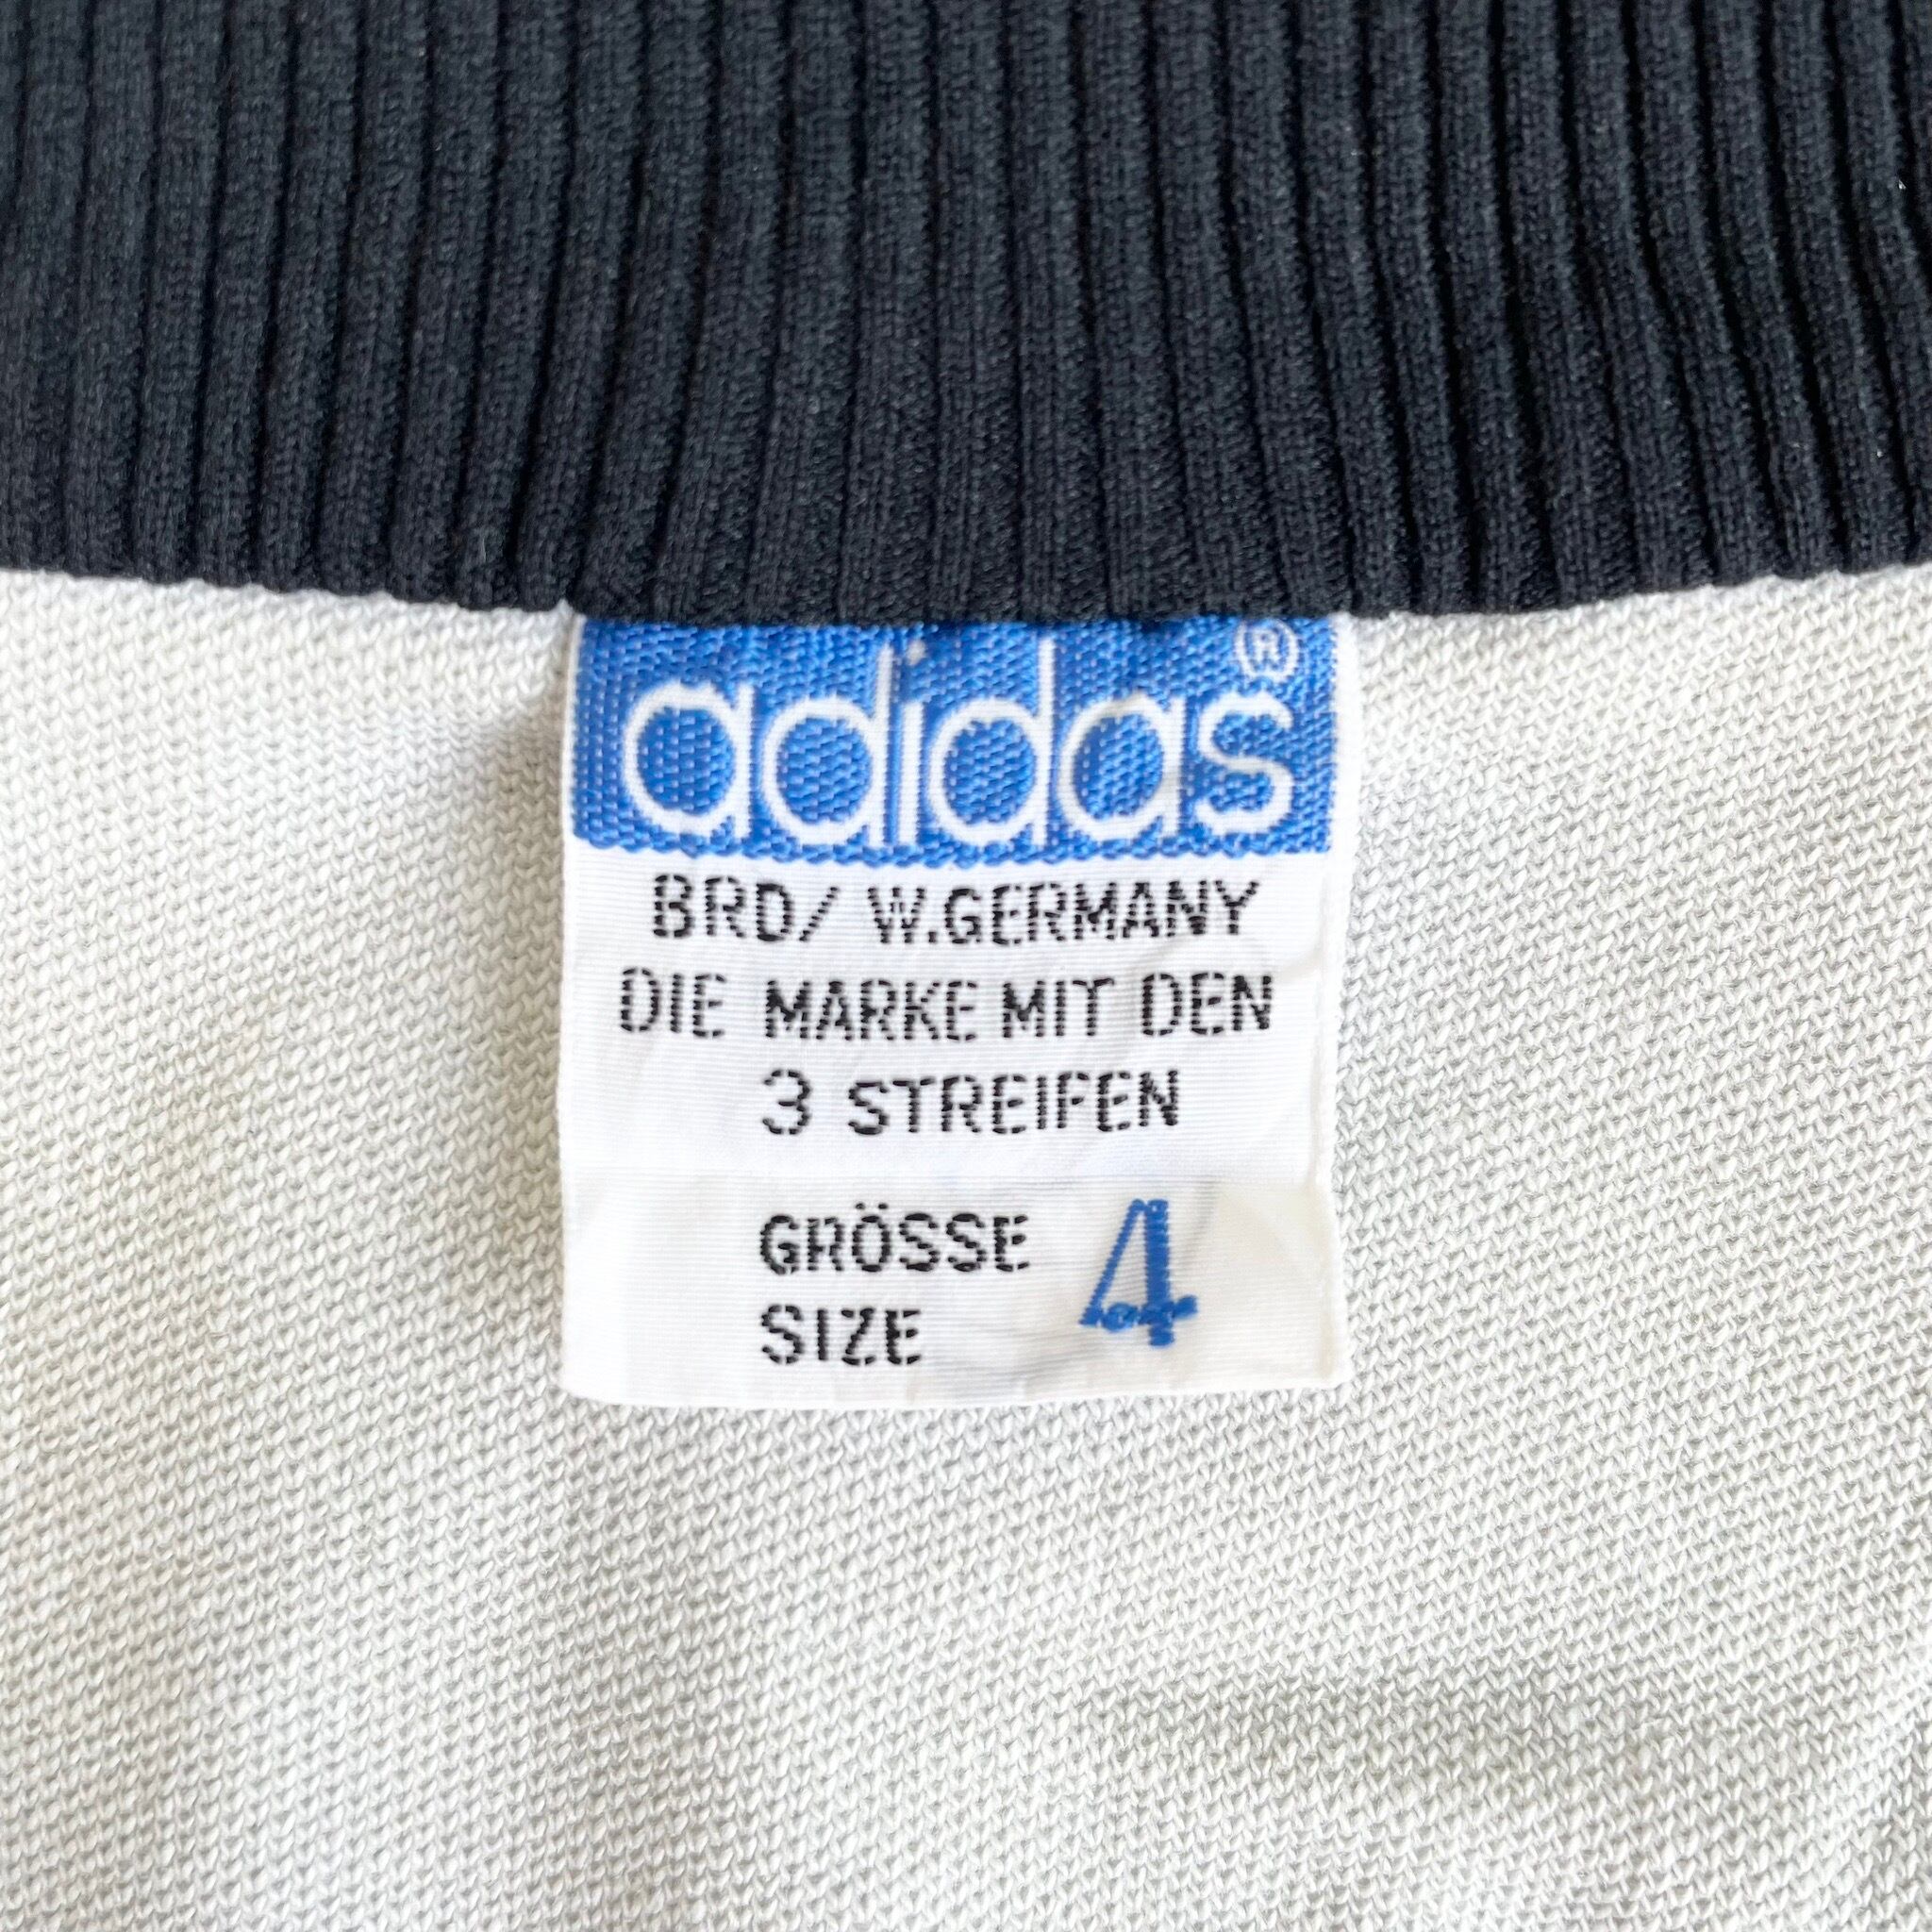 adidas®
BRD/ W.GERMANY
DIE MARKE MIT DEN
3 STREIFEN
GRÖSSE 4
SIZE